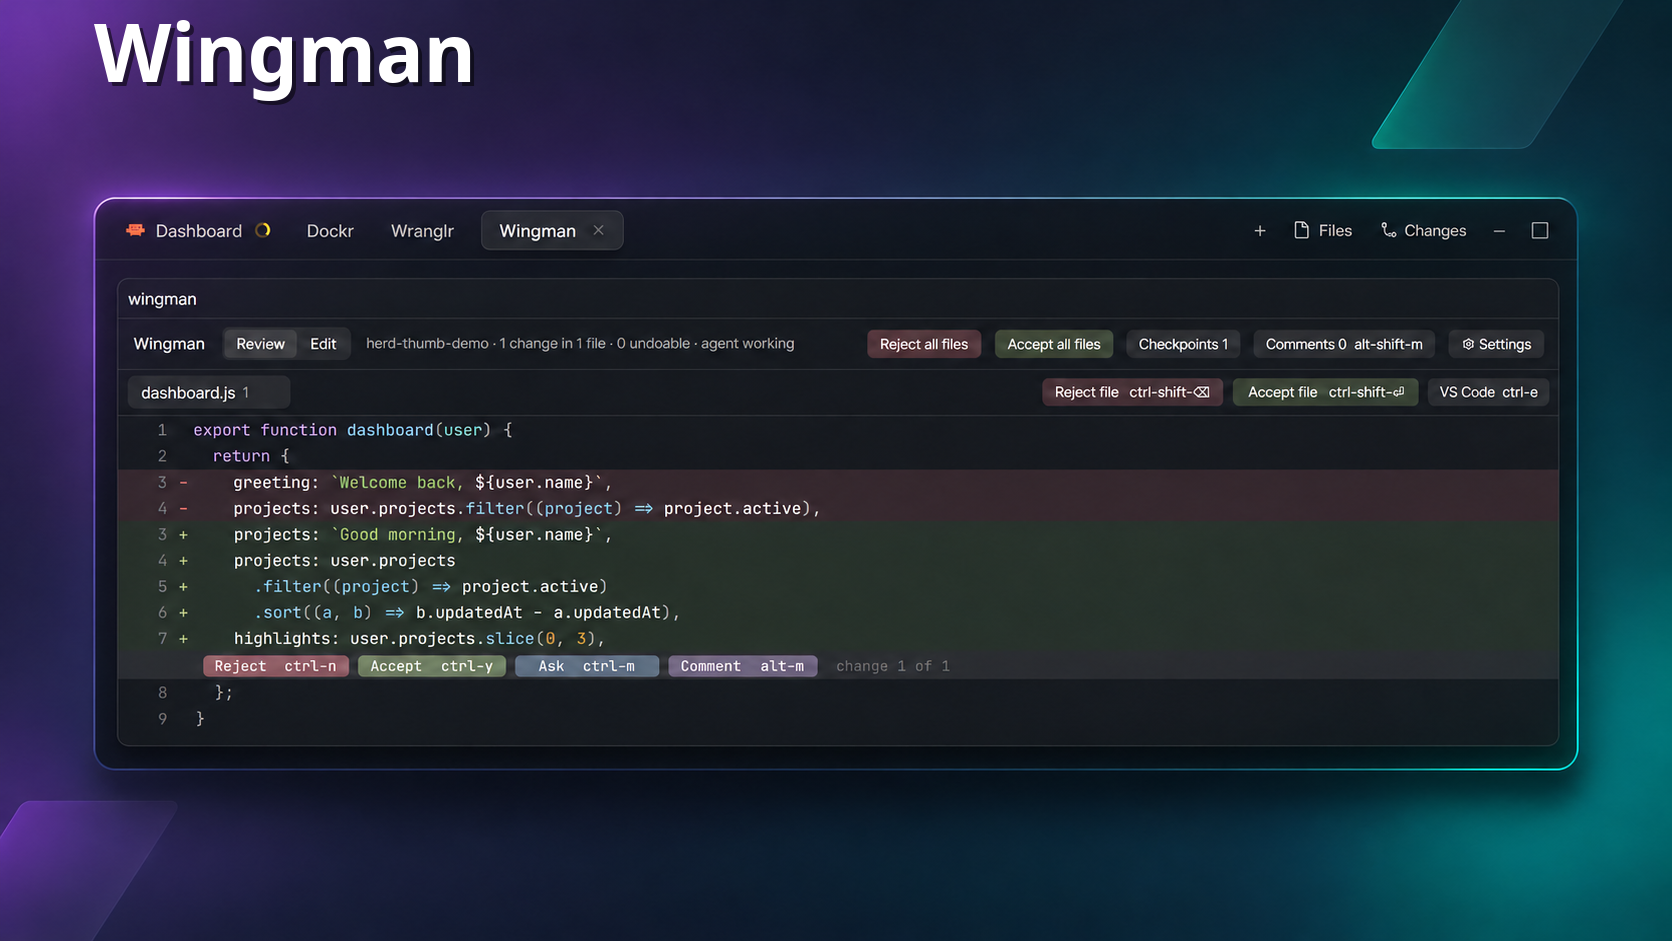 Wingman
Dashboard Dockr Wranglr Wingman × + Files Changes
wingman
Wingman Review Edit herd-thumb-demo · 1 change in 1 file · 0 undoable · agent working Reject all files Accept all files Checkpoints 1 Comments 0 alt-shift-m Settings
dashboard.js 1 Reject file ctrl-shift-⌫ Accept file ctrl-shift-⏎ VS Code ctrl-e
1 export function dashboard(user) {
2 return {
3 - greeting: `Welcome back, ${user.name}`,
4 - projects: user.projects.filter((project) => project.active),
3 + projects: `Good morning, ${user.name}`,
4 + projects: user.projects
5 + .filter((project) => project.active)
6 + .sort((a, b) => b.updatedAt - a.updatedAt),
7 + highlights: user.projects.slice(0, 3),
Reject ctrl-n Accept ctrl-y Ask ctrl-m Comment alt-m change 1 of 1
8 };
9 }